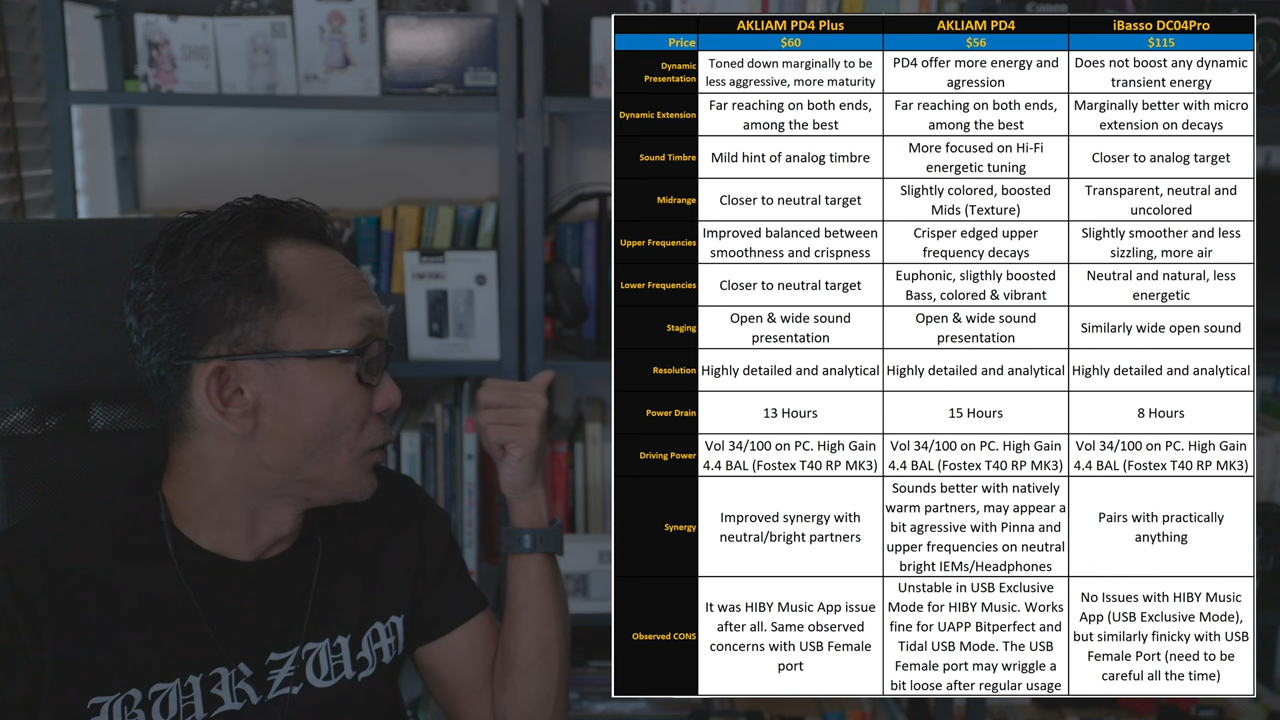 AKLIAM PD4 Plus
AKLIAM PD4
iBasso DC04Pro
Price
$60
$56
$115
Dynamic
Presentation
Toned down marginally to be
less aggressive, more maturity
PD4 offer more energy and
agression
Does not boost any dynamic
transient energy
Dynamic Extension
Far reaching on both ends,
among the best
Far reaching on both ends,
among the best
Marginally better with micro
extension on decays
Sound Timbre
Mild hint of analog timbre
More focused on Hi-Fi
energetic tuning
Closer to analog target
Midrange
Closer to neutral target
Slightly colored, boosted
Mids (Texture)
Transparent, neutral and
uncolored
Upper Frequencies
Improved balanced between
smoothness and crispness
Crisper edged upper
frequency decays
Slightly smoother and less
sizzling, more air
Lower Frequencies
Closer to neutral target
Euphonic, sligthly boosted
Bass, colored & vibrant
Neutral and natural, less
energetic
Staging
Open & wide sound
presentation
Open & wide sound
presentation
Similarly wide open sound
Resolution
Highly detailed and analytical
Highly detailed and analytical
Highly detailed and analytical
Power Drain
13 Hours
15 Hours
8 Hours
Driving Power
Vol 34/100 on PC. High Gain
4.4 BAL (Fostex T40 RP MK3)
Vol 34/100 on PC. High Gain
4.4 BAL (Fostex T40 RP MK3)
Vol 34/100 on PC. High Gain
4.4 BAL (Fostex T40 RP MK3)
Synergy
Improved synergy with
neutral/bright partners
Sounds better with natively
warm partners, may appear a
bit agressive with Pinna and
upper frequencies on neutral
bright IEMs/Headphones
Pairs with practically
anything
Observed CONS
It was HIBY Music App issue
after all. Same observed
concerns with USB Female
port
Unstable in USB Exclusive
Mode for HIBY Music. Works
fine for UAPP Bitperfect and
Tidal USB Mode. The USB
Female port may wriggle a
bit loose after regular usage
No Issues with HIBY Music
App (USB Exclusive Mode),
but similarly finicky with USB
Female Port (need to be
careful all the time)
BURZUM